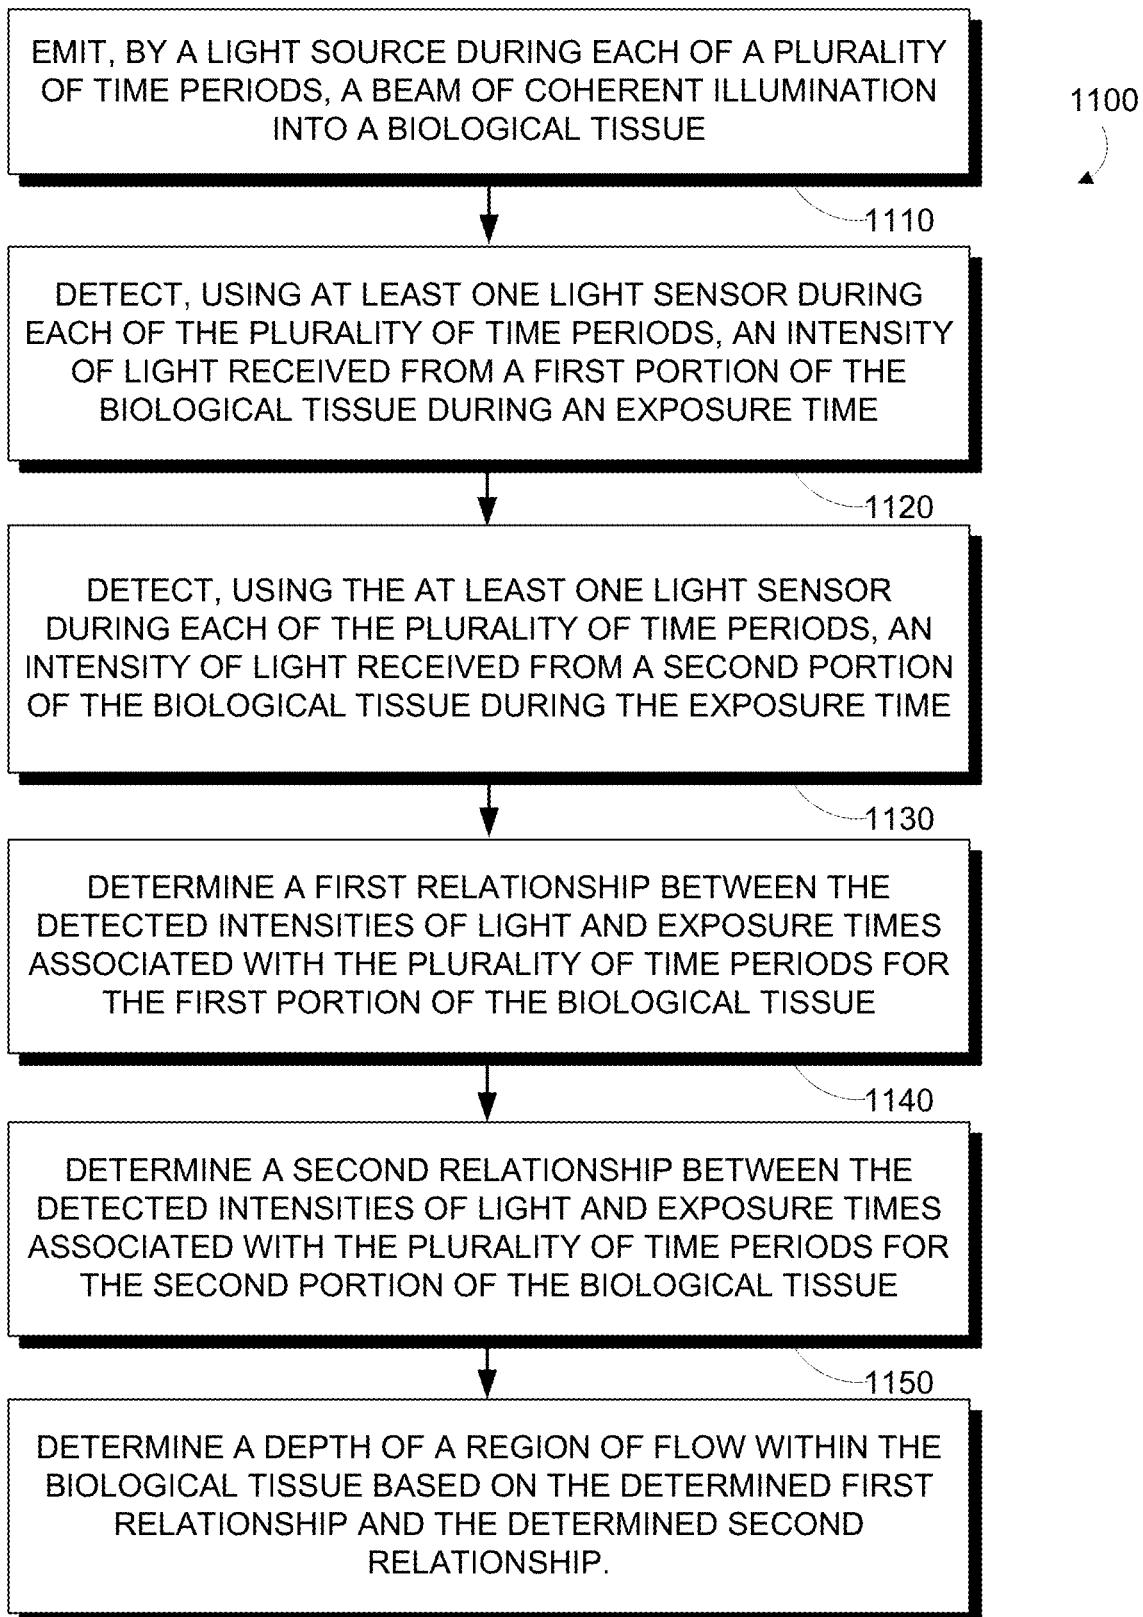 EMIT, BY A LIGHT SOURCE DURING EACH OF A PLURALITY
OF TIME PERIODS, A BEAM OF COHERENT ILLUMINATION
INTO A BIOLOGICAL TISSUE
1100
1110
DETECT, USING AT LEAST ONE LIGHT SENSOR DURING
EACH OF THE PLURALITY OF TIME PERIODS, AN INTENSITY
OF LIGHT RECEIVED FROM A FIRST PORTION OF THE
BIOLOGICAL TISSUE DURING AN EXPOSURE TIME
1120
DETECT, USING THE AT LEAST ONE LIGHT SENSOR
DURING EACH OF THE PLURALITY OF TIME PERIODS, AN
INTENSITY OF LIGHT RECEIVED FROM A SECOND PORTION
OF THE BIOLOGICAL TISSUE DURING THE EXPOSURE TIME
1130
DETERMINE A FIRST RELATIONSHIP BETWEEN THE
DETECTED INTENSITIES OF LIGHT AND EXPOSURE TIMES
ASSOCIATED WITH THE PLURALITY OF TIME PERIODS FOR
THE FIRST PORTION OF THE BIOLOGICAL TISSUE
1140
DETERMINE A SECOND RELATIONSHIP BETWEEN THE
DETECTED INTENSITIES OF LIGHT AND EXPOSURE TIMES
ASSOCIATED WITH THE PLURALITY OF TIME PERIODS FOR
THE SECOND PORTION OF THE BIOLOGICAL TISSUE
1150
DETERMINE A DEPTH OF A REGION OF FLOW WITHIN THE
BIOLOGICAL TISSUE BASED ON THE DETERMINED FIRST
RELATIONSHIP AND THE DETERMINED SECOND
RELATIONSHIP.